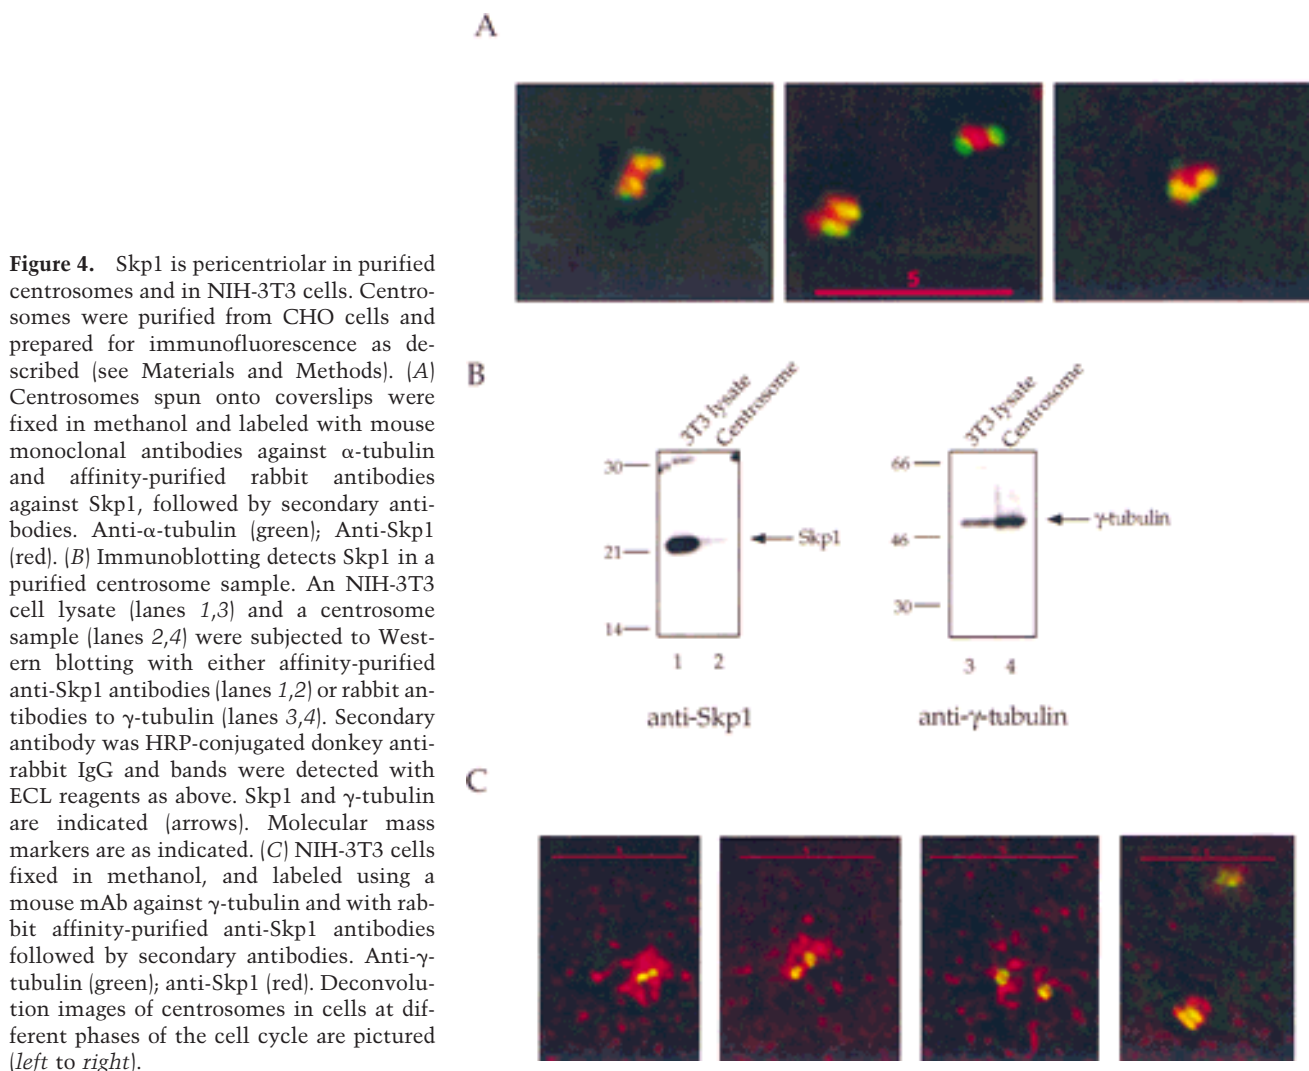 A
Figure 4. Skp1 is pericentriolar in purified
centrosomes and in NIH-3T3 cells. Centro-
somes were purified from CHO cells and
prepared for immunofluorescence as de-
scribed (see Materials and Methods). (A)
Centrosomes spun onto coverslips were
fixed in methanol and labeled with mouse
monoclonal antibodies against α-tubulin
and affinity-purified rabbit antibodies
against Skp1, followed by secondary anti-
bodies. Anti-α-tubulin (green); Anti-Skp1
(red). (B) Immunoblotting detects Skp1 in a
purified centrosome sample. An NIH-3T3
cell lysate (lanes 1,3) and a centrosome
sample (lanes 2,4) were subjected to West-
ern blotting with either affinity-purified
anti-Skp1 antibodies (lanes 1,2) or rabbit an-
tibodies to γ-tubulin (lanes 3,4). Secondary
antibody was HRP-conjugated donkey anti-
rabbit IgG and bands were detected with
ECL reagents as above. Skp1 and γ-tubulin
are indicated (arrows). Molecular mass
markers are as indicated. (C) NIH-3T3 cells
fixed in methanol, and labeled using a
mouse mAb against γ-tubulin and with rab-
bit affinity-purified anti-Skp1 antibodies
followed by secondary antibodies. Anti-γ-
tubulin (green); anti-Skp1 (red). Deconvolu-
tion images of centrosomes in cells at dif-
ferent phases of the cell cycle are pictured
(left to right).
5
B
3T3 lysate
Centrosome
30
21
14
Skp1
1 2
anti-Skp1
3T3 lysate
Centrosome
66
46
30
γ-tubulin
3 4
anti-γ-tubulin
C